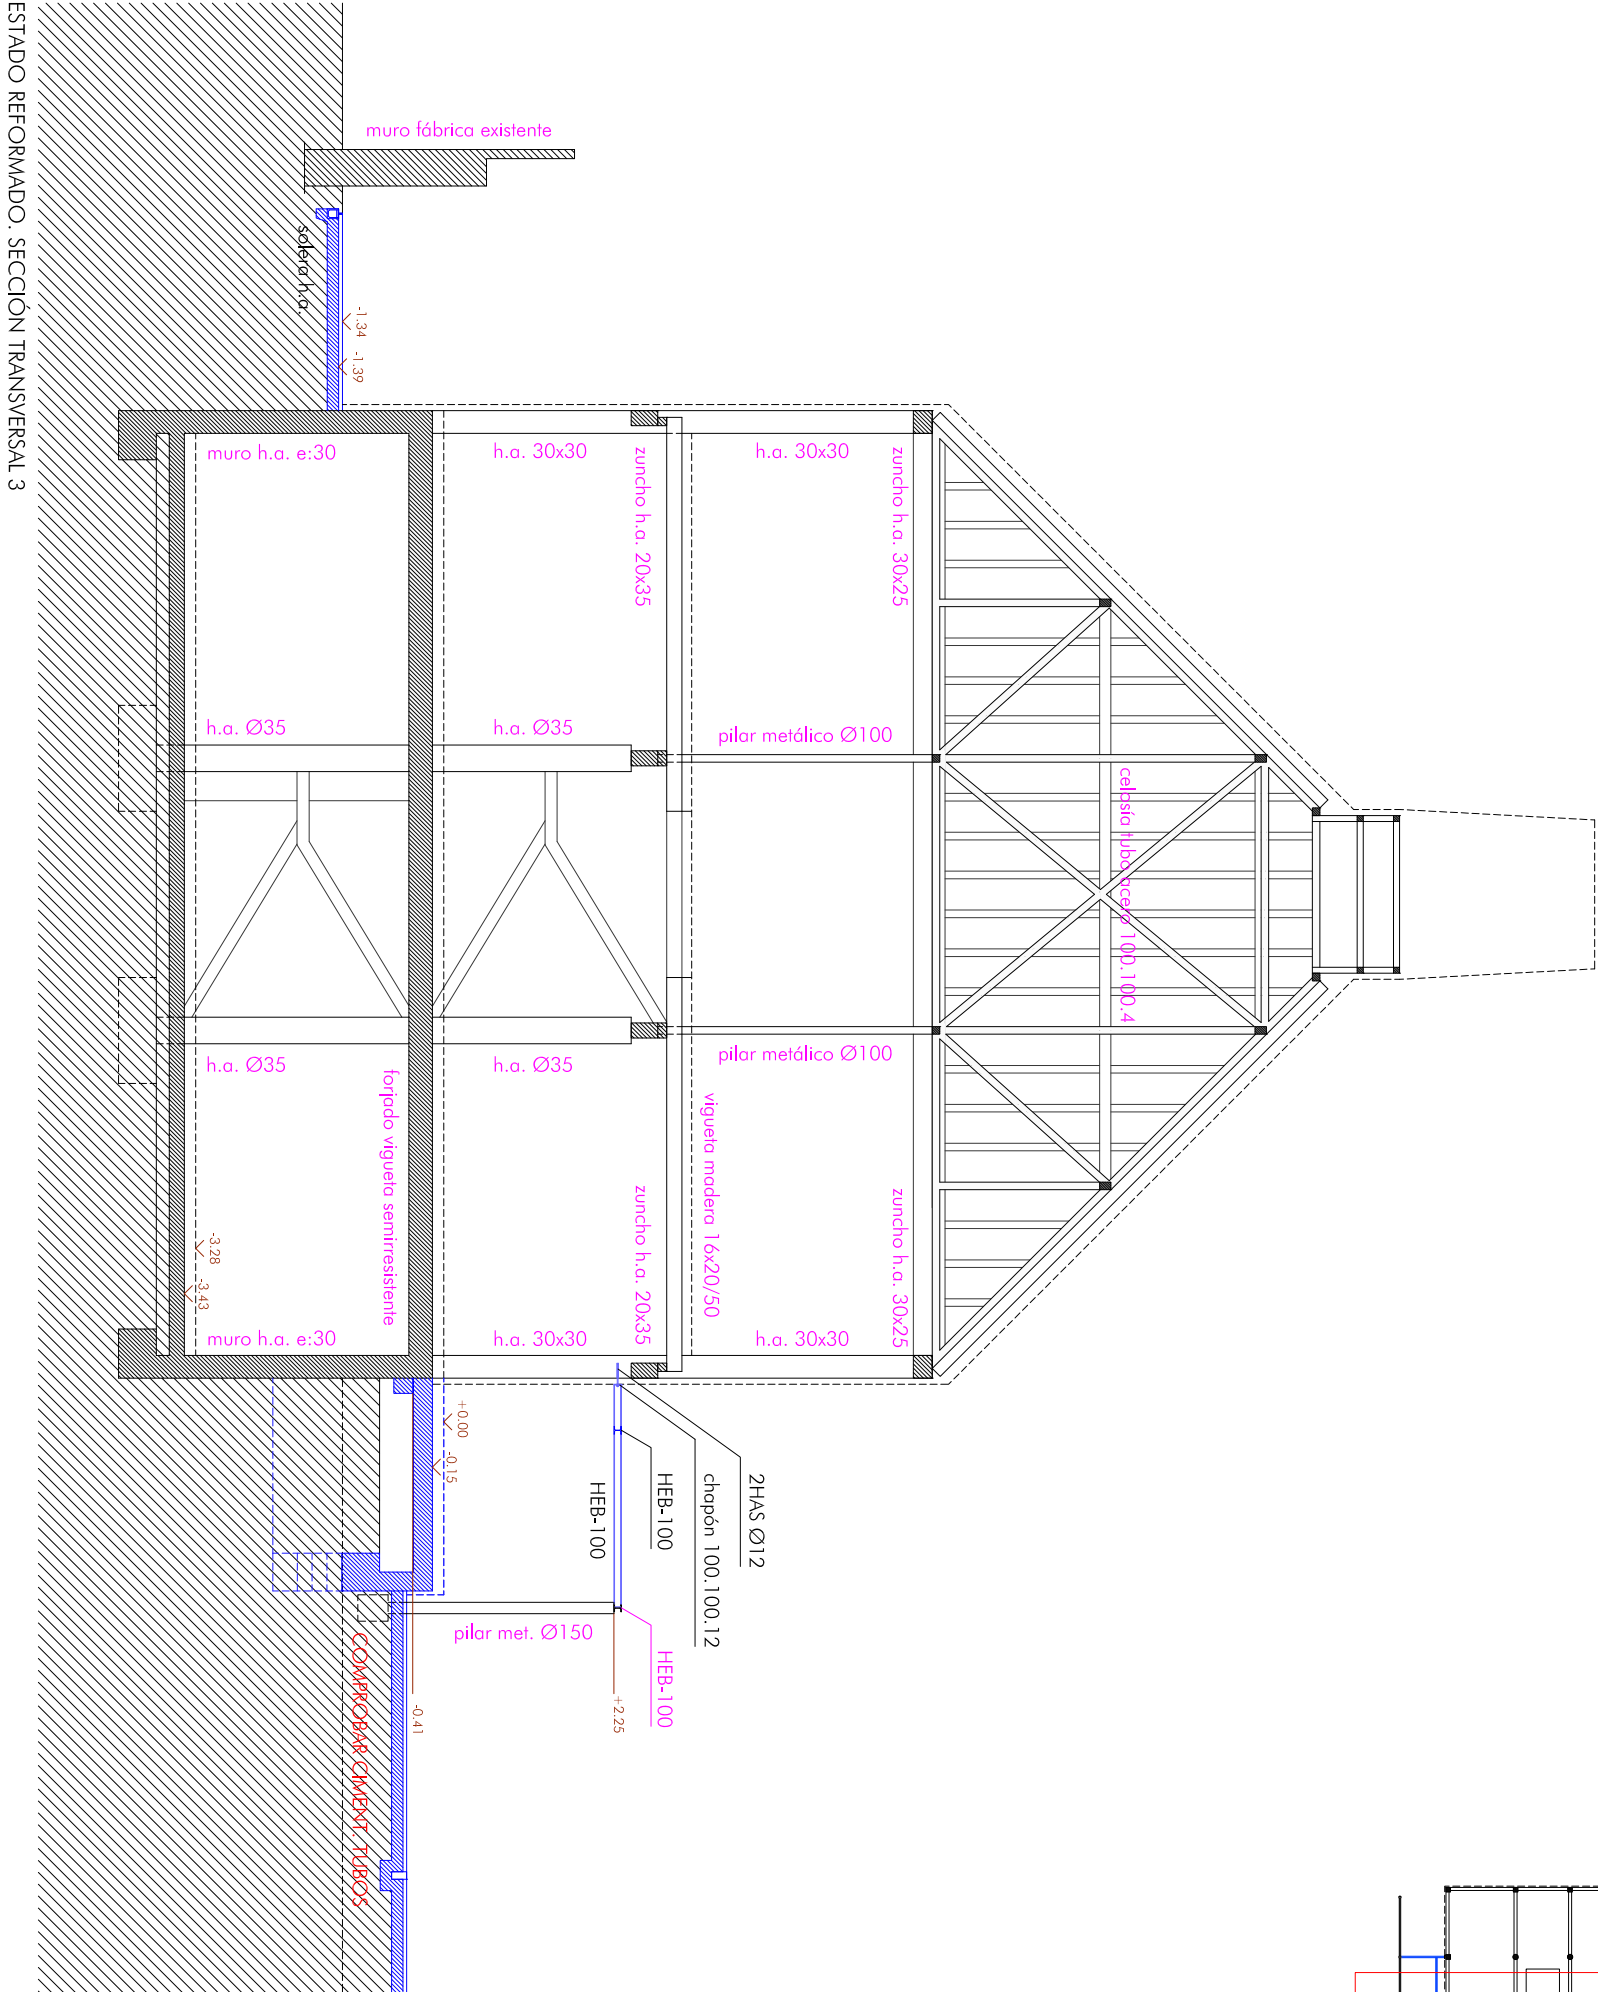 ESTADO REFORMADO. SECCIÓN TRANSVERSAL 3
muro fábrica existente
solera h.a.
-1.34
-1.39
muro h.a. e:30
h.a. 30x30
zuncho h.a. 20x35
h.a. 30x30
zuncho h.a. 30x25
h.a. Ø35
h.a. Ø35
pilar metálico Ø100
celosía tubo acero 100.100.4
h.a. Ø35
h.a. Ø35
pilar metálico Ø100
forjado vigueta semirresistente
vigueta madera 16x20/50
zuncho h.a. 20x35
zuncho h.a. 30x25
-3.28
-3.43
muro h.a. e:30
h.a. 30x30
h.a. 30x30
+0.00
-0.15
2HAS Ø12
chapón 100.100.12
HEB-100
HEB-100
HEB-100
pilar met. Ø150
+2.25
-0.41
COMPROBAR CIMENT. TUBOS